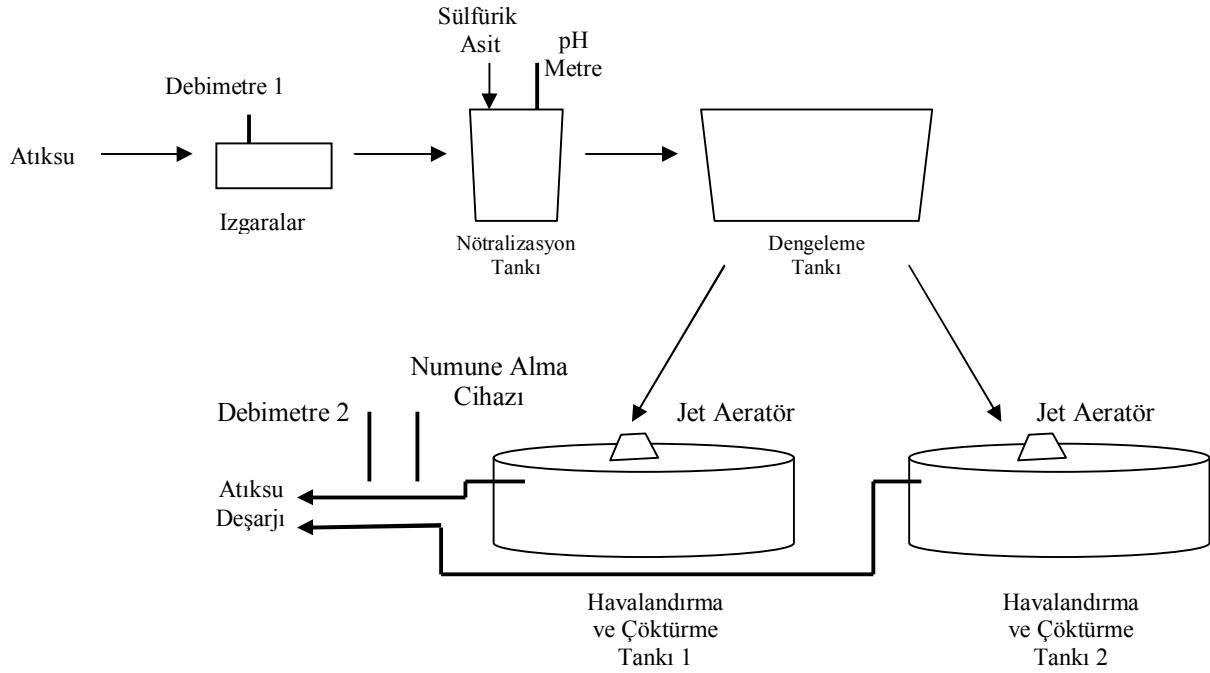 Sülfürik
Asit
pH
Metre
Debimetre 1
Atıksu
Izgaralar
Nötralizasyon
Tankı
Dengeleme
Tankı
Numune Alma
Cihazı
Debimetre 2
Jet Aeratör
Jet Aeratör
Atıksu
Deşarjı
Havalandırma
ve Çöktürme
Tankı 1
Havalandırma
ve Çöktürme
Tankı 2